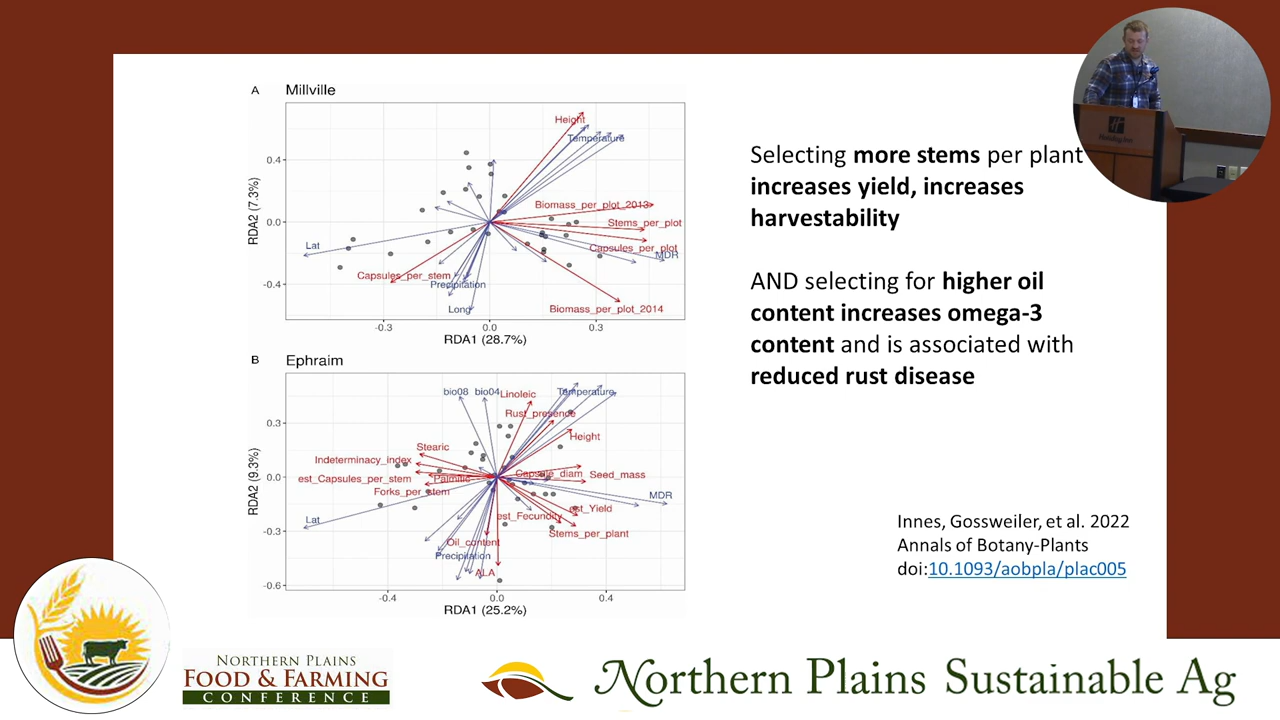 A Millville
RDA2 (7.3%)
0.4
0.0
-0.4
Height
Temperature
Biomass_per_plot_2013
Stems_per_plot
Capsules_per_plot
MDR
Lat
Capsules_per_stem
Precipitation
Long
Biomass_per_plot_2014
-0.3 0.0 0.3
RDA1 (28.7%)
B Ephraim
RDA2 (9.3%)
0.3
0.0
-0.3
-0.6
bio08 bio04 Linoleic Temperature
Rust_presence
Height
Stearic
Indeterminacy_index
est_Capsules_per_stem Palmitic Capsule_diam Seed_mass
Forks_per_stem
MDR
est_Yield
Lat est_Fecundity
Stems_per_plant
Oil_content
Precipitation
ALA
-0.4 0.0 0.4
RDA1 (25.2%)
Selecting more stems per plant
increases yield, increases
harvestability
AND selecting for higher oil
content increases omega-3
content and is associated with
reduced rust disease
Innes, Gossweiler, et al. 2022
Annals of Botany-Plants
doi:10.1093/aobpla/plac005
Holiday Inn
NORTHERN PLAINS
FOOD & FARMING
CONFERENCE
Northern Plains Sustainable Ag